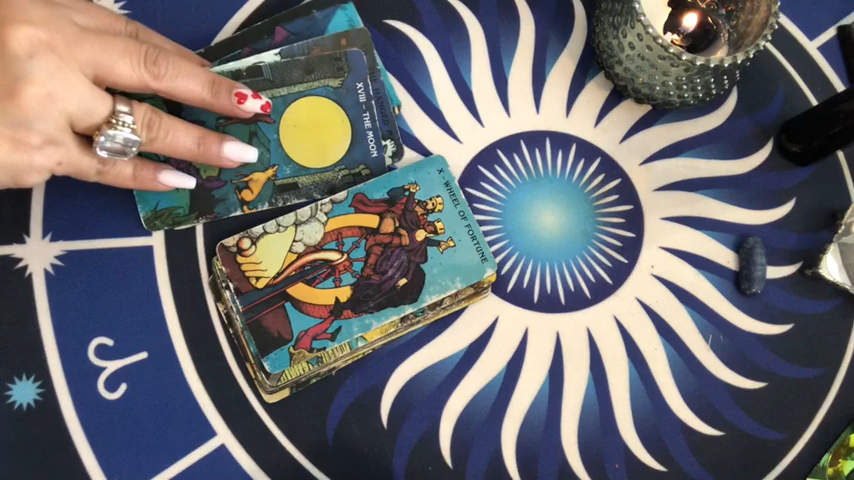 XVIII – THE MOON
X WHEEL OF FORTUNE